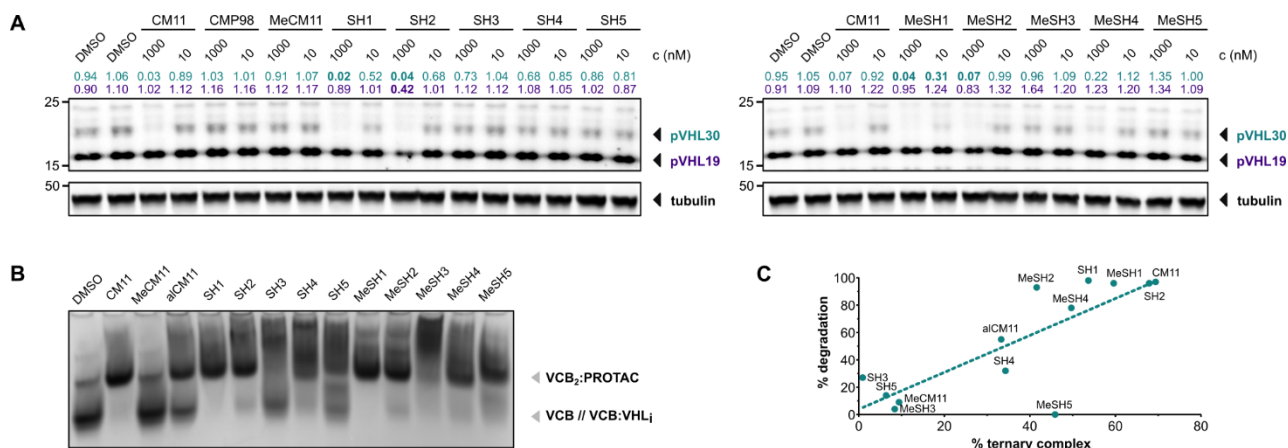 A
CM11 CMP98 MeCM11 SH1 SH2 SH3 SH4 SH5
DMSO DMSO 1000 10 1000 10 1000 10 1000 10 1000 10 1000 10 1000 10 1000 10 c (nM)
0.94 1.06 0.03 0.89 1.03 1.01 0.91 1.07 0.02 0.52 0.04 0.68 0.73 1.04 0.68 0.85 0.86 0.81
0.90 1.10 1.02 1.12 1.16 1.16 1.12 1.17 0.89 1.01 0.42 1.01 1.12 1.12 1.08 1.05 1.02 0.87
25
pVHL30
15
pVHL19
50
tubulin
CM11 MeSH1 MeSH2 MeSH3 MeSH4 MeSH5
DMSO DMSO 1000 10 1000 10 1000 10 1000 10 1000 10 1000 10 c (nM)
0.95 1.05 0.07 0.92 0.04 0.31 0.07 0.99 0.96 1.09 0.22 1.12 1.35 1.00
0.91 1.09 1.10 1.22 0.95 1.24 0.83 1.32 1.64 1.20 1.23 1.20 1.34 1.09
25
pVHL30
15
pVHL19
50
tubulin
B
DMSO CM11 MeCM11 alCM11 SH1 SH2 SH3 SH4 SH5 MeSH1 MeSH2 MeSH3 MeSH4 MeSH5
VCB₂:PROTAC
VCB // VCB:VHLᵢ
C
% degradation
100
80
60
40
20
0
MeSH2 SH1 MeSH1 CM11
SH2
MeSH4
alCM11
SH4
SH3
SH5
MeCM11
MeSH3
MeSH5
0 20 40 60 80
% ternary complex